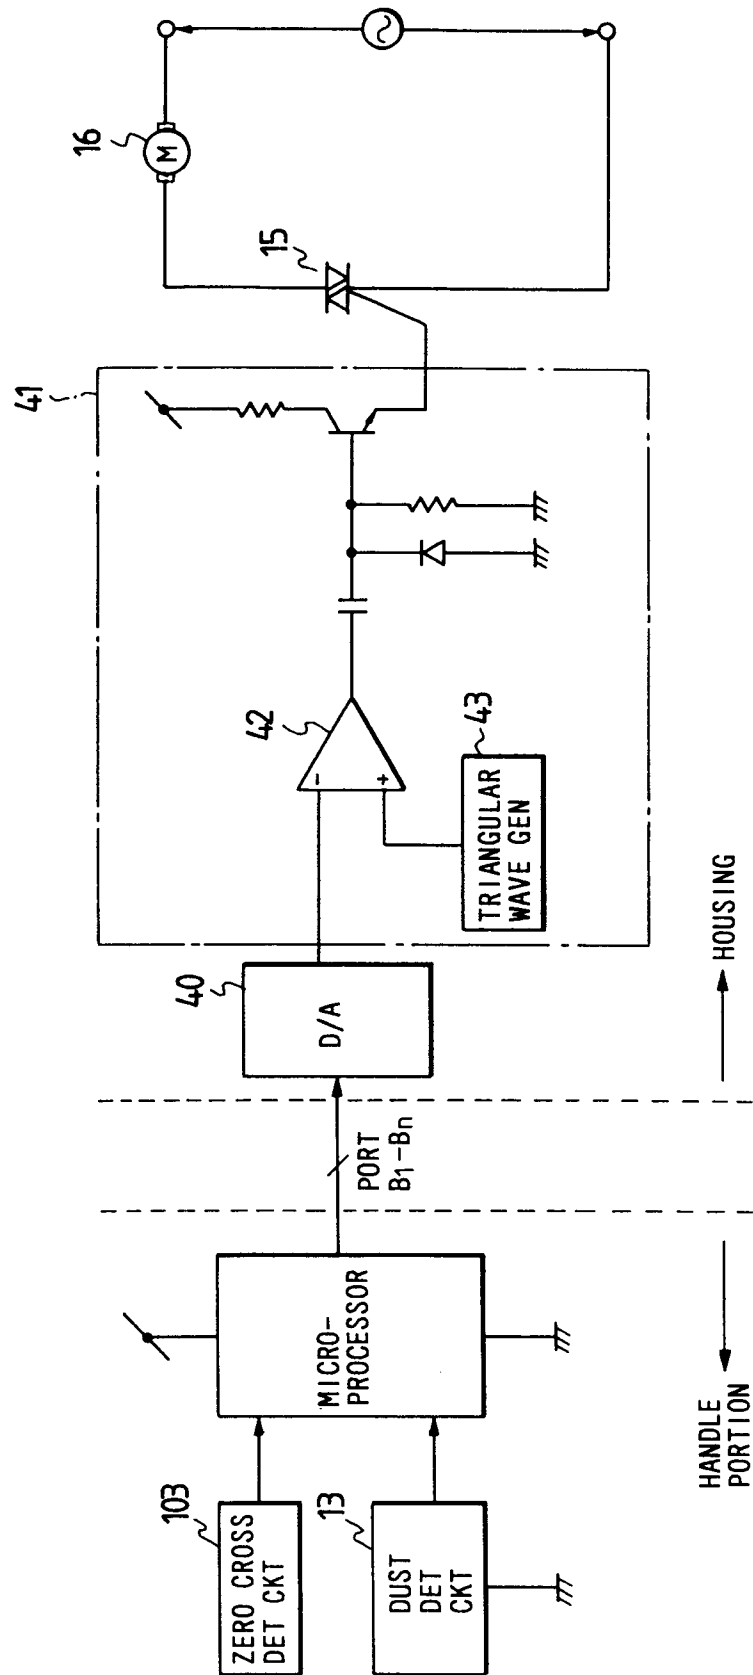 103
ZERO CROSS
DET CKT
13
DUST
DET
CKT
MICRO-
PROCESSOR
PORT
B1-Bn
40
D/A
41
42
-
+
43
TRIANGULAR
WAVE GEN
15
16
M
HANDLE
PORTION
HOUSING